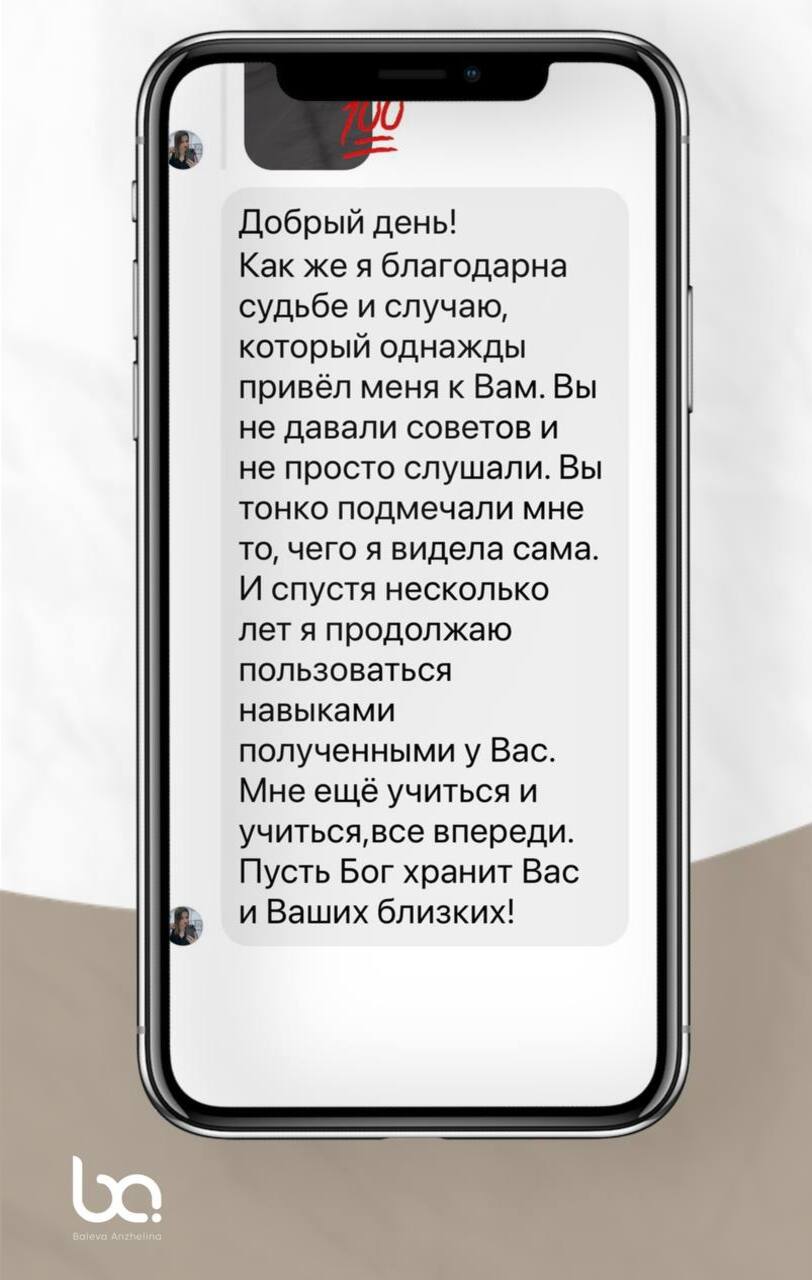 100
Добрый день!
Как же я благодарна
судьбе и случаю,
который однажды
привёл меня к Вам. Вы
не давали советов и
не просто слушали. Вы
тонко подмечали мне
то, чего я видела сама.
И спустя несколько
лет я продолжаю
пользоваться
навыками
полученными у Вас.
Мне ещё учиться и
учиться,все впереди.
Пусть Бог хранит Вас
и Ваших близких!
ba
Baleva Anzhelina